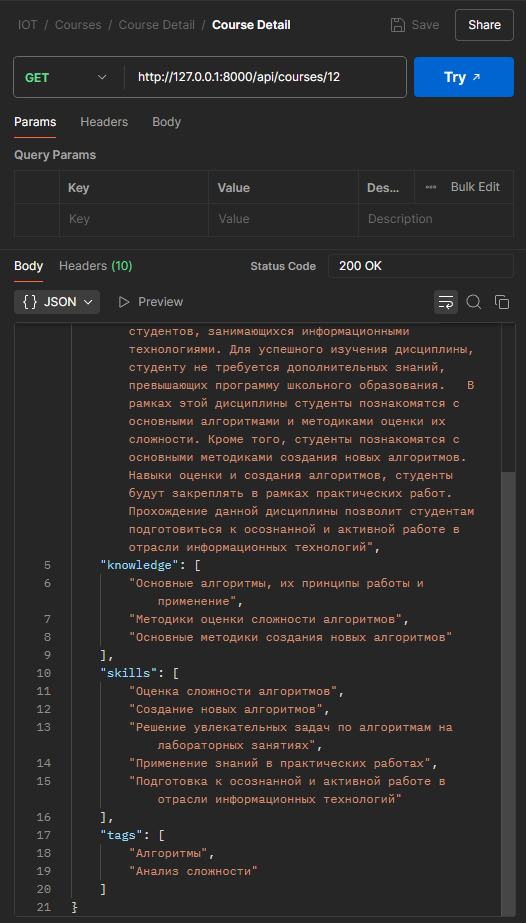 IOT / Courses / Course Detail / Course Detail Save Share
GET http://127.0.0.1:8000/api/courses/12 Try ↗
Params Headers Body
Query Params
Key Value Des... ••• Bulk Edit
Key Value Description
Body Headers (10) Status Code 200 OK
{} JSON Preview
студентов, занимающихся информационными
технологиями. Для успешного изучения дисциплины,
студенту не требуется дополнительных знаний,
превышающих программу школьного образования. В
рамках этой дисциплины студенты познакомятся с
основными алгоритмами и методиками оценки их
сложности. Кроме того, студенты познакомятся с
основными методиками создания новых алгоритмов.
Навыки оценки и создания алгоритмов, студенты
будут закреплять в рамках практических работ.
Прохождение данной дисциплины позволит студентам
подготовиться к осознанной и активной работе в
отрасли информационных технологий",
5 "knowledge": [
6 "Основные алгоритмы, их принципы работы и
применение",
7 "Методики оценки сложности алгоритмов",
8 "Основные методики создания новых алгоритмов"
9 ],
10 "skills": [
11 "Оценка сложности алгоритмов",
12 "Создание новых алгоритмов",
13 "Решение увлекательных задач по алгоритмам на
лабораторных занятиях",
14 "Применение знаний в практических работах",
15 "Подготовка к осознанной и активной работе в
отрасли информационных технологий"
16 ],
17 "tags": [
18 "Алгоритмы",
19 "Анализ сложности"
20 ]
21 }